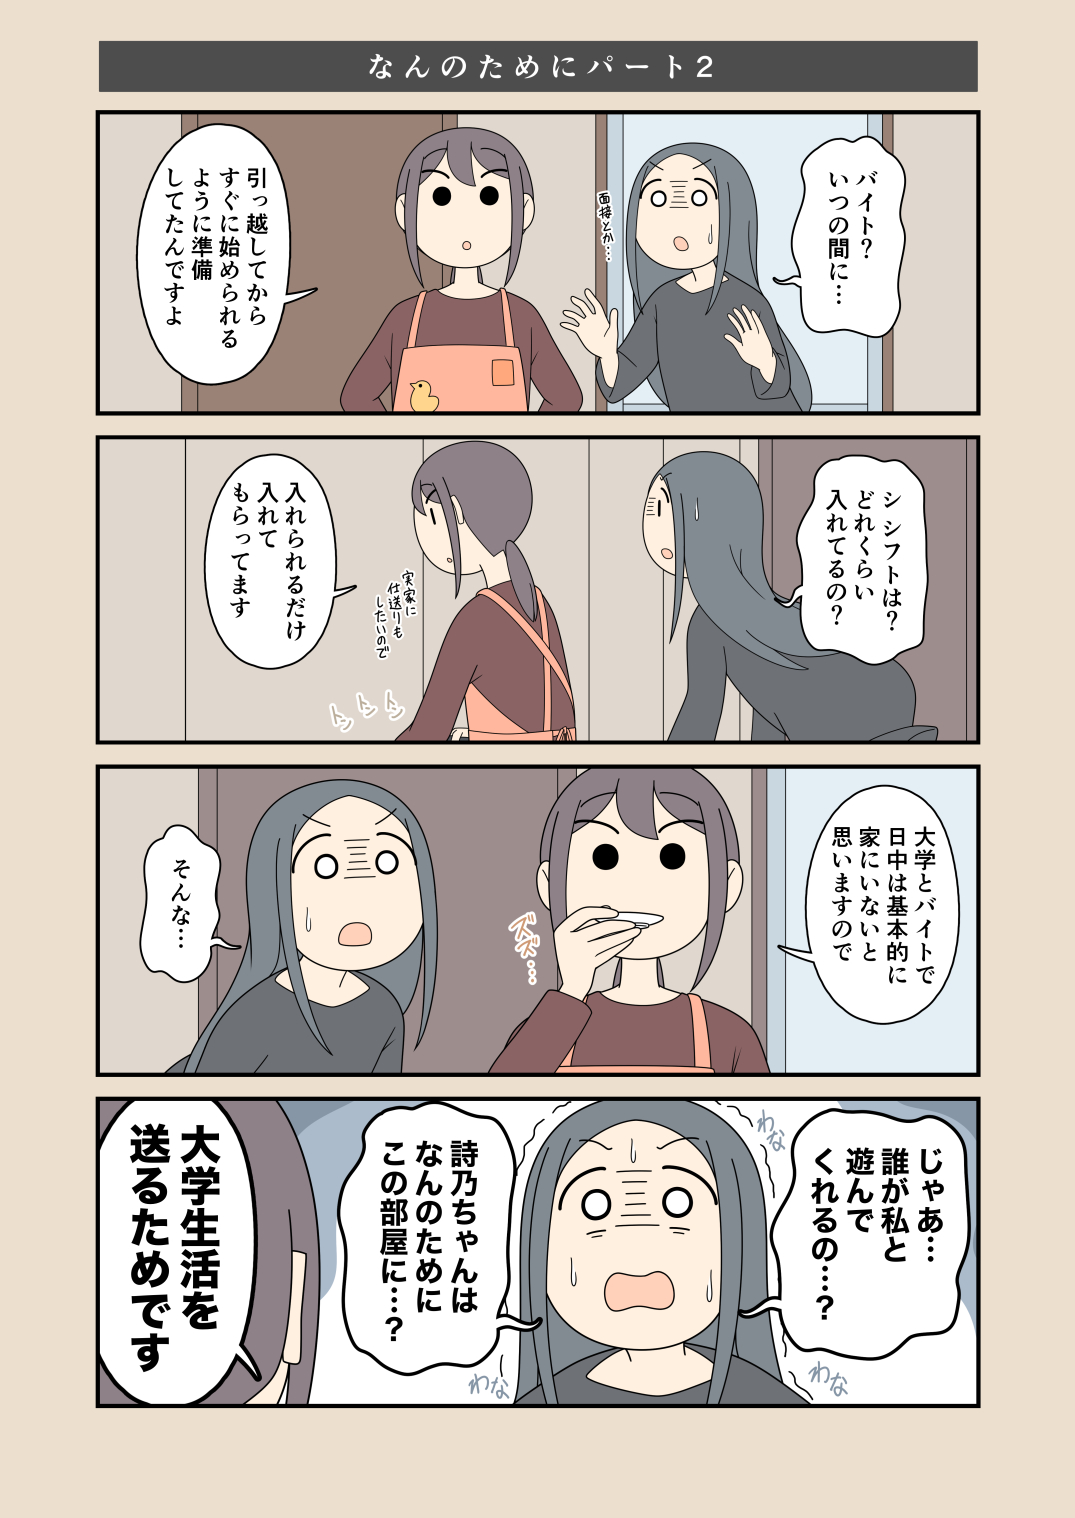 なんのためにパート2
バイト？
いつの間に…
面接とか…
引っ越してから
すぐに始められる
ように準備
してたんですよ
シシフトは？
どれくらい
入れてるの？
入れられるだけ
入れて
もらってます
実家に
仕送りも
したいので
トントントン
大学とバイトで
日中は基本的に
家にいないと
思いますので
ズズ…
そんな…
じゃあ…
誰が私と
遊んで
くれるの…？
わな
わな
わな
詩乃ちゃんは
なんのために
この部屋に…？
大学生活を
送るためです